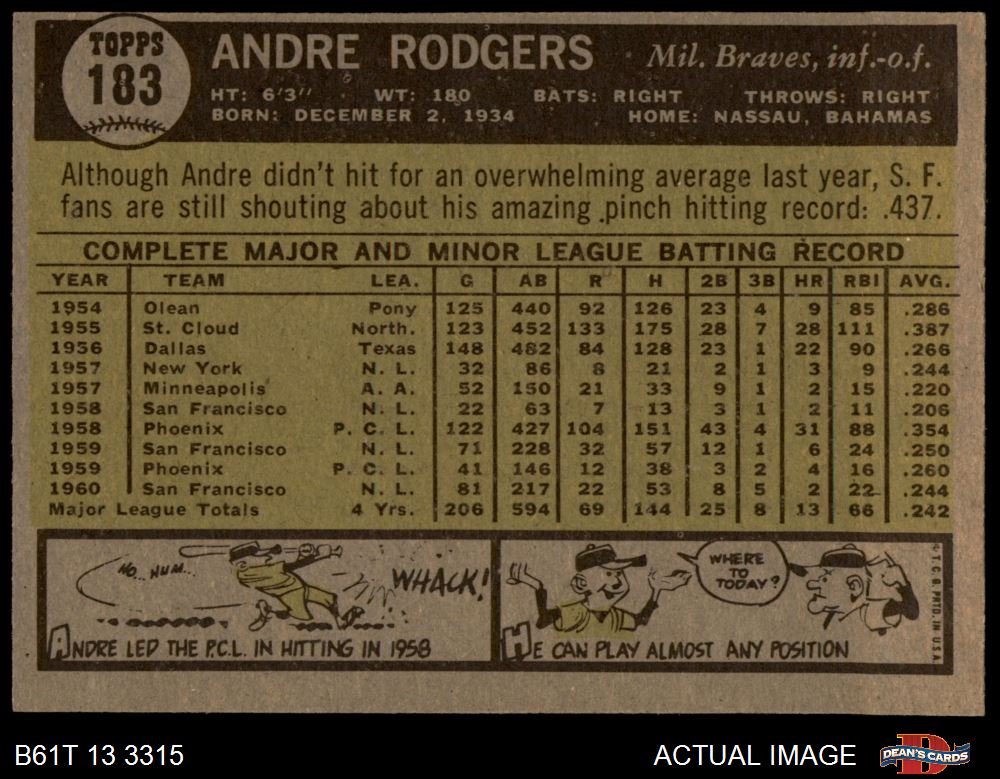 TOPPS
183
ANDRE RODGERS · Mil. Braves, inf.-o.f.
HT: 6'3" · WT: 180 BATS: RIGHT THROWS: RIGHT
BORN: DECEMBER 2, 1934 HOME: NASSAU, BAHAMAS
Although Andre didn't hit for an overwhelming average last year, S. F.
fans are still shouting about his amazing pinch hitting record: .437.
COMPLETE MAJOR AND MINOR LEAGUE BATTING RECORD
YEAR TEAM LEA. G AB R H 2B 3B HR RBI AVG.
1954 Olean Pony 125 440 92 126 23 4 9 85 .286
1955 St. Cloud North. 123 452 133 175 28 7 28 111 .387
1956 Dallas Texas 148 482 84 128 23 1 22 90 .266
1957 New York N. L. 32 86 8 21 2 1 3 9 .244
1957 Minneapolis A. A. 52 150 21 33 9 1 2 15 .220
1958 San Francisco N. L. 22 63 7 13 3 1 2 11 .206
1958 Phoenix P. C. L. 122 427 104 151 43 4 31 88 .354
1959 San Francisco N. L. 71 228 32 57 12 1 6 24 .250
1959 Phoenix P. C. L. 41 146 12 38 3 2 4 16 .260
1960 San Francisco N. L. 81 217 22 53 8 5 2 22 .244
Major League Totals 4 Yrs. 206 594 69 144 25 8 13 66 .242
HO... HUM...
WHACK!
ANDRE LED THE P.C.L. IN HITTING IN 1958
WHERE
TO
TODAY?
HE CAN PLAY ALMOST ANY POSITION
T. C. G. PRTD. IN U.S.A.
B61T 13 3315 ACTUAL IMAGE
DEAN'S CARDS